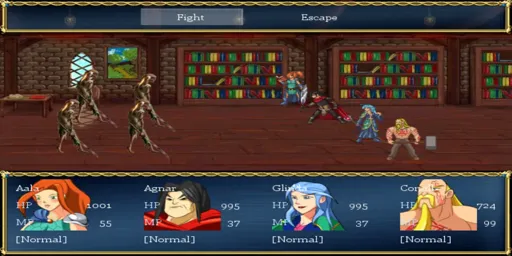 Fight Escape
Aala Agnar Glinda
HP 1001 HP 995 HP 995 HP 724
MP 55 MP 37 MP 37 MP 99
[Normal] [Normal] [Normal] [Normal]